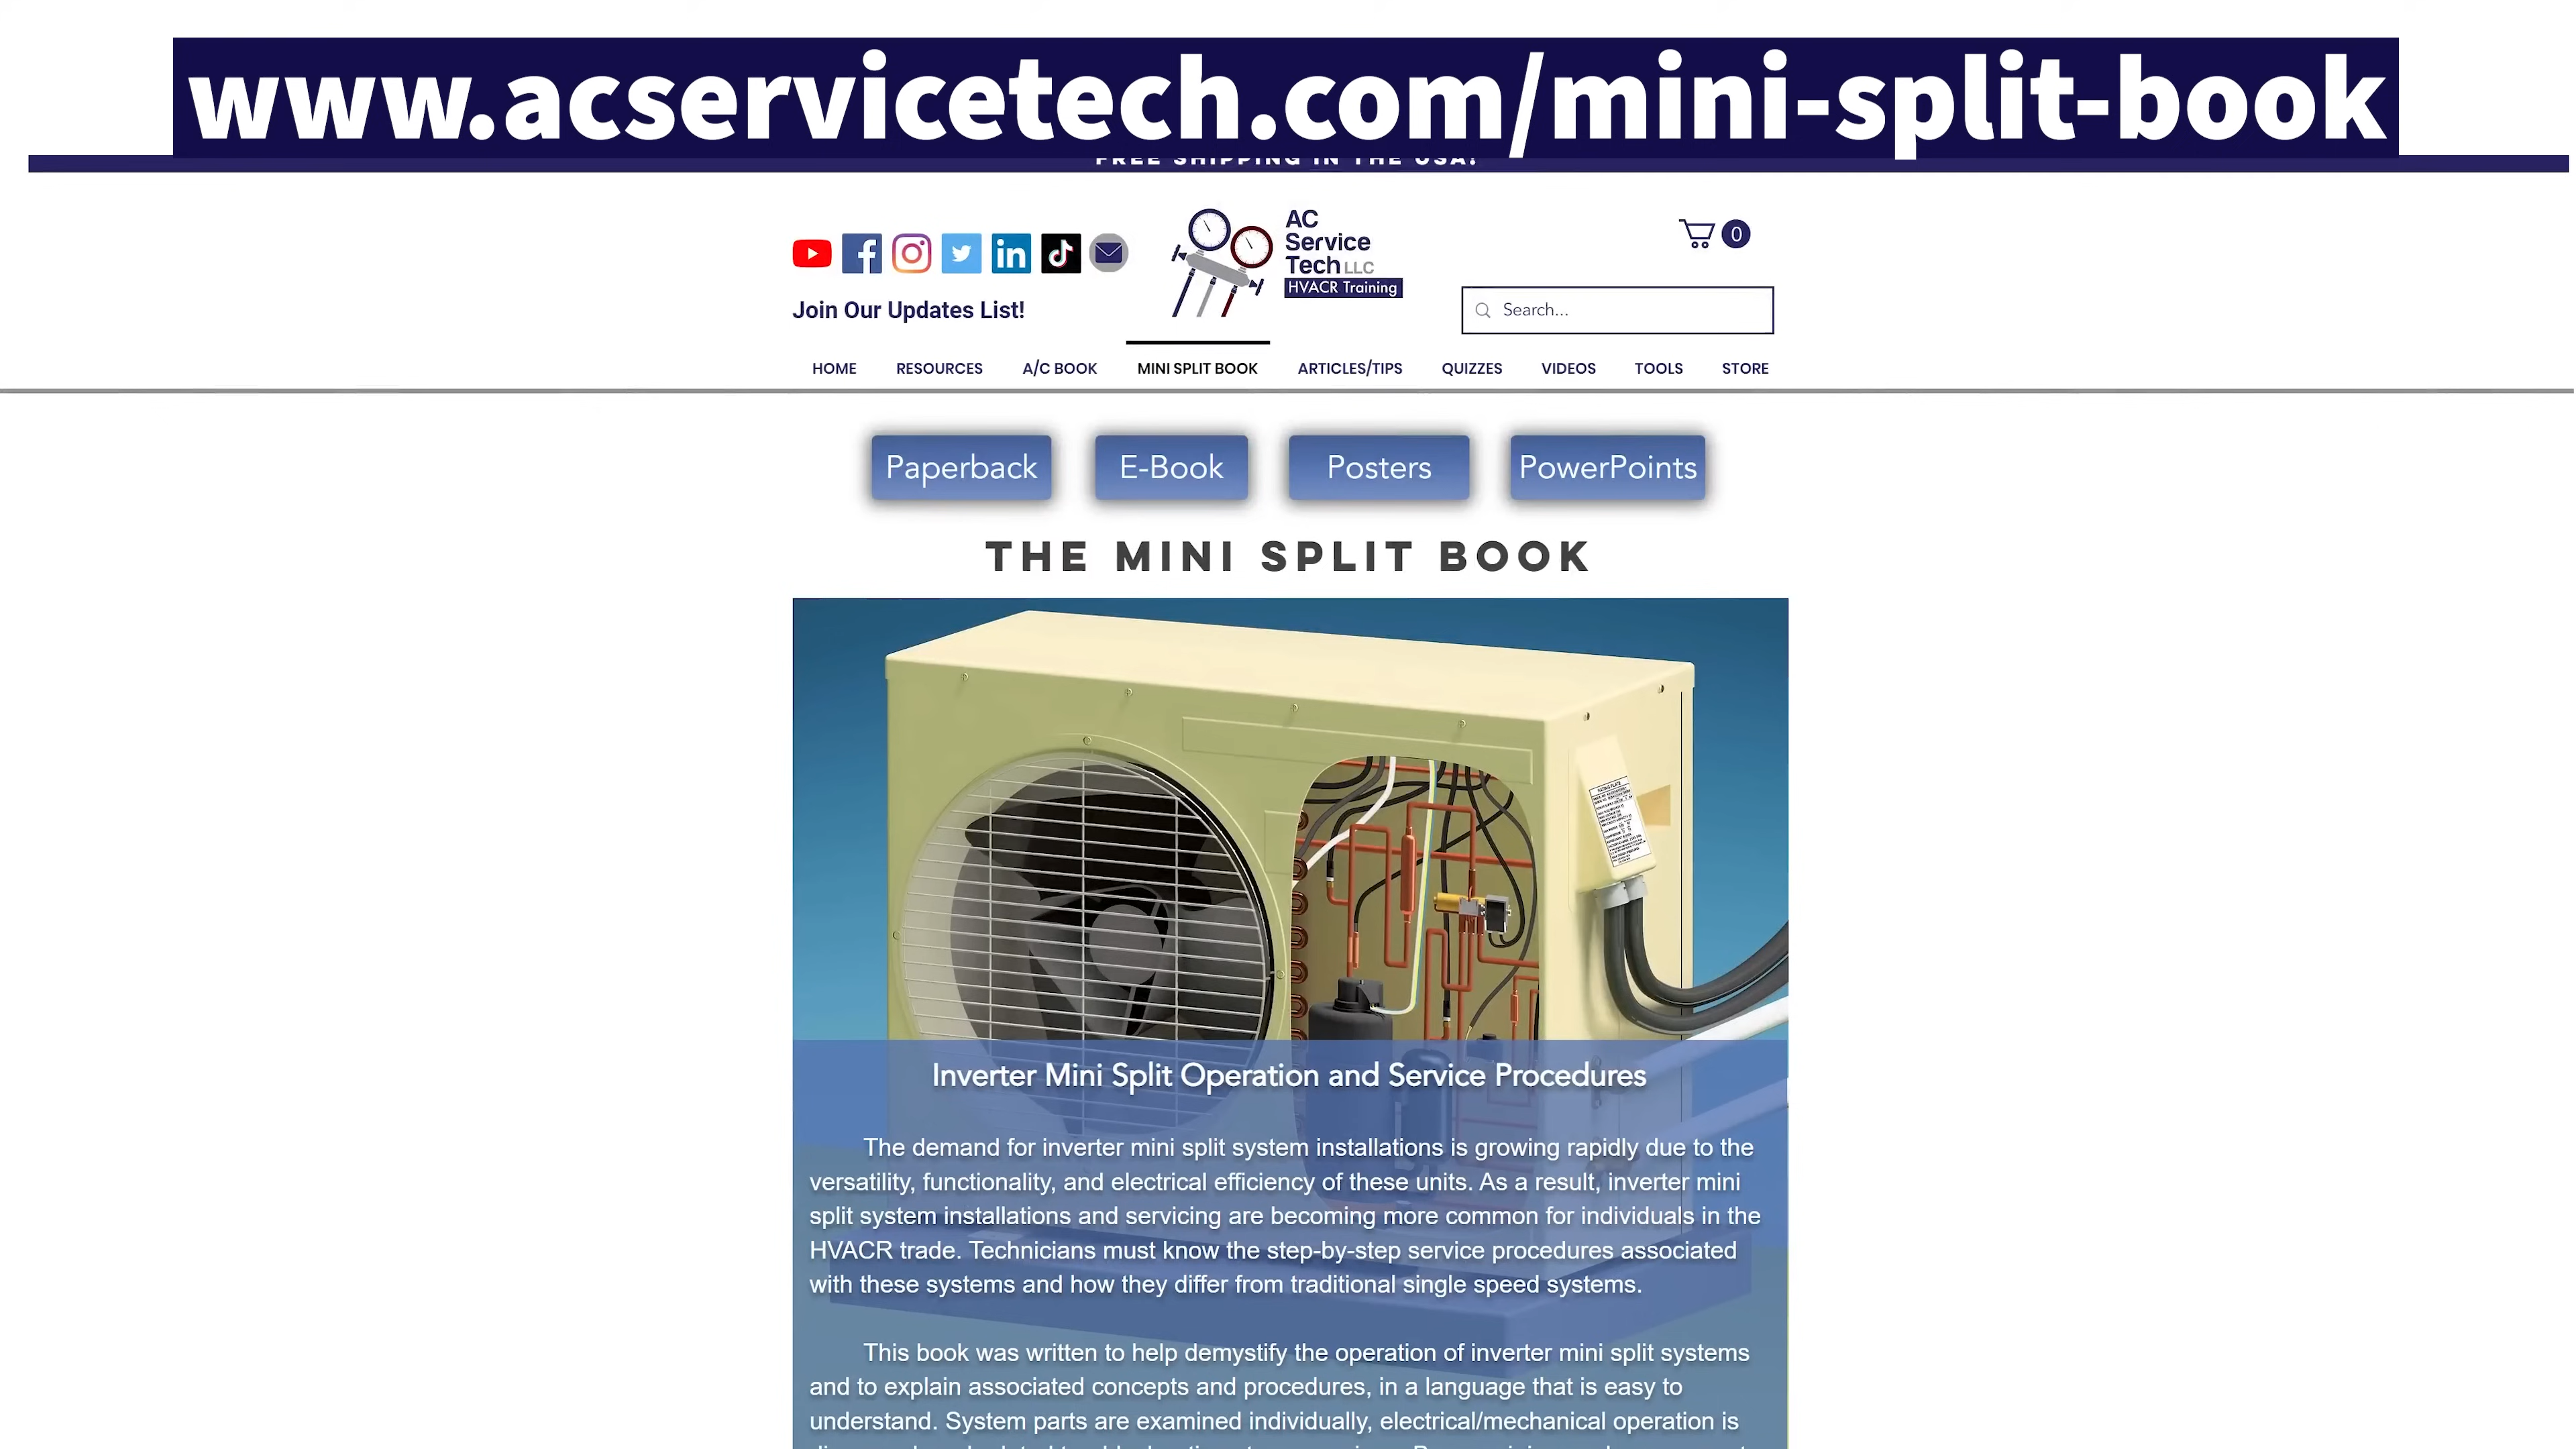 www.acservicetech.com/mini-split-book
FREE SHIPPING IN THE USA!
AC
Service
Tech LLC
HVACR Training
0
Join Our Updates List!
Search...
HOME RESOURCES A/C BOOK MINI SPLIT BOOK ARTICLES/TIPS QUIZZES VIDEOS TOOLS STORE
Paperback E-Book Posters PowerPoints
THE MINI SPLIT BOOK
Inverter Mini Split Operation and Service Procedures
The demand for inverter mini split system installations is growing rapidly due to the
versatility, functionality, and electrical efficiency of these units. As a result, inverter mini
split system installations and servicing are becoming more common for individuals in the
HVACR trade. Technicians must know the step-by-step service procedures associated
with these systems and how they differ from traditional single speed systems.
This book was written to help demystify the operation of inverter mini split systems
and to explain associated concepts and procedures, in a language that is easy to
understand. System parts are examined individually, electrical/mechanical operation is